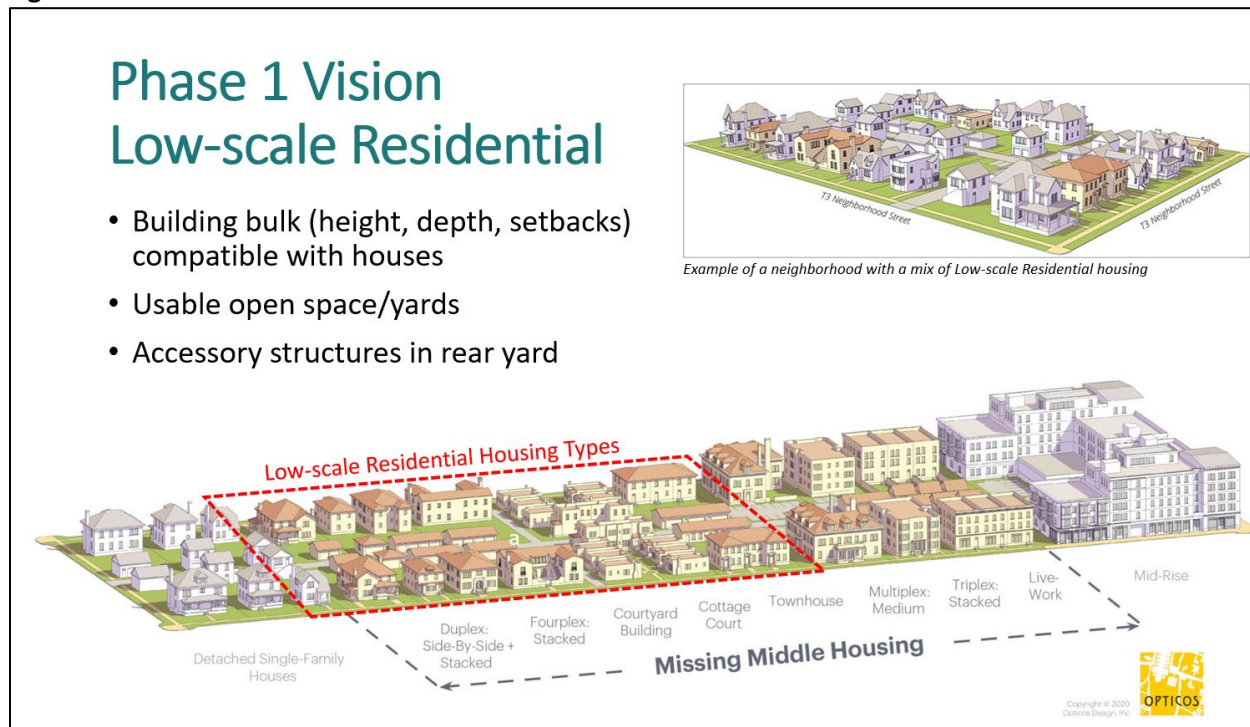 Phase 1 Vision
Low-scale Residential
• Building bulk (height, depth, setbacks)
compatible with houses
• Usable open space/yards
• Accessory structures in rear yard
T3 Neighborhood Street
T3 Neighborhood Street
Example of a neighborhood with a mix of Low-scale Residential housing
Low-scale Residential Housing Types
a
Detached Single-Family
Houses
Duplex:
Side-By-Side +
Stacked
Fourplex:
Stacked
Courtyard
Building
Cottage
Court
Townhouse
Multiplex:
Medium
Triplex:
Stacked
Live-
Work
Mid-Rise
Missing Middle Housing
Copyright © 2020
Opticos Design, Inc.
OPTICOS